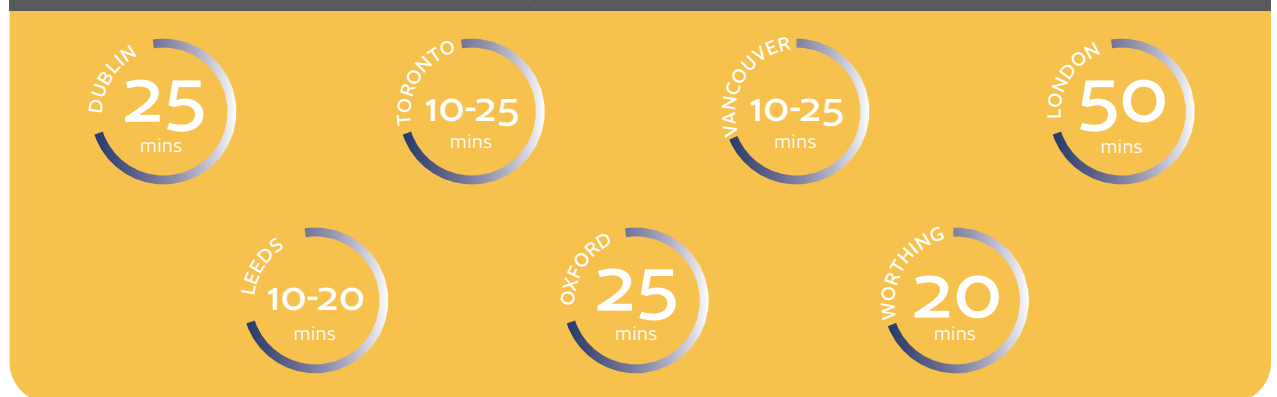 DUBLIN
25
mins
TORONTO
10-25
mins
VANCOUVER
10-25
mins
LONDON
50
mins
LEEDS
10-20
mins
OXFORD
25
mins
WORTHING
20
mins